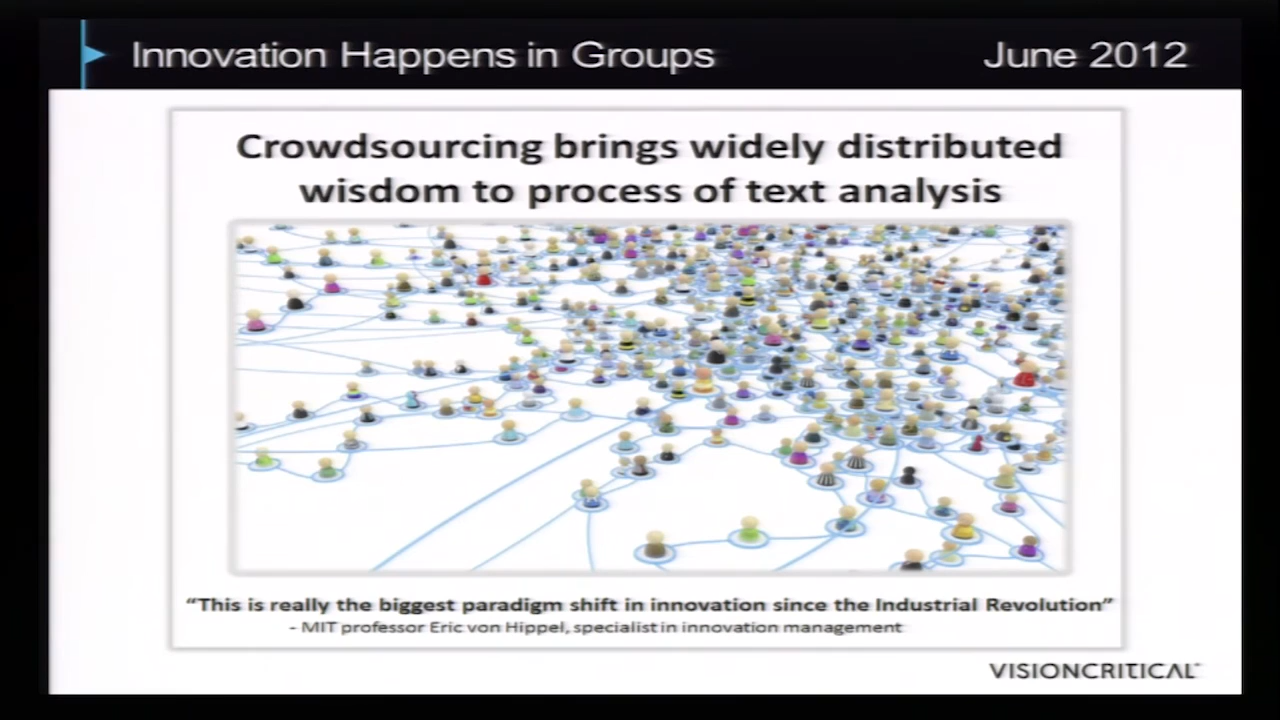 Innovation Happens in Groups
June 2012
Crowdsourcing brings widely distributed
wisdom to process of text analysis
“This is really the biggest paradigm shift in innovation since the Industrial Revolution”
- MIT professor Eric von Hippel, specialist in innovation management
VISIONCRITICAL